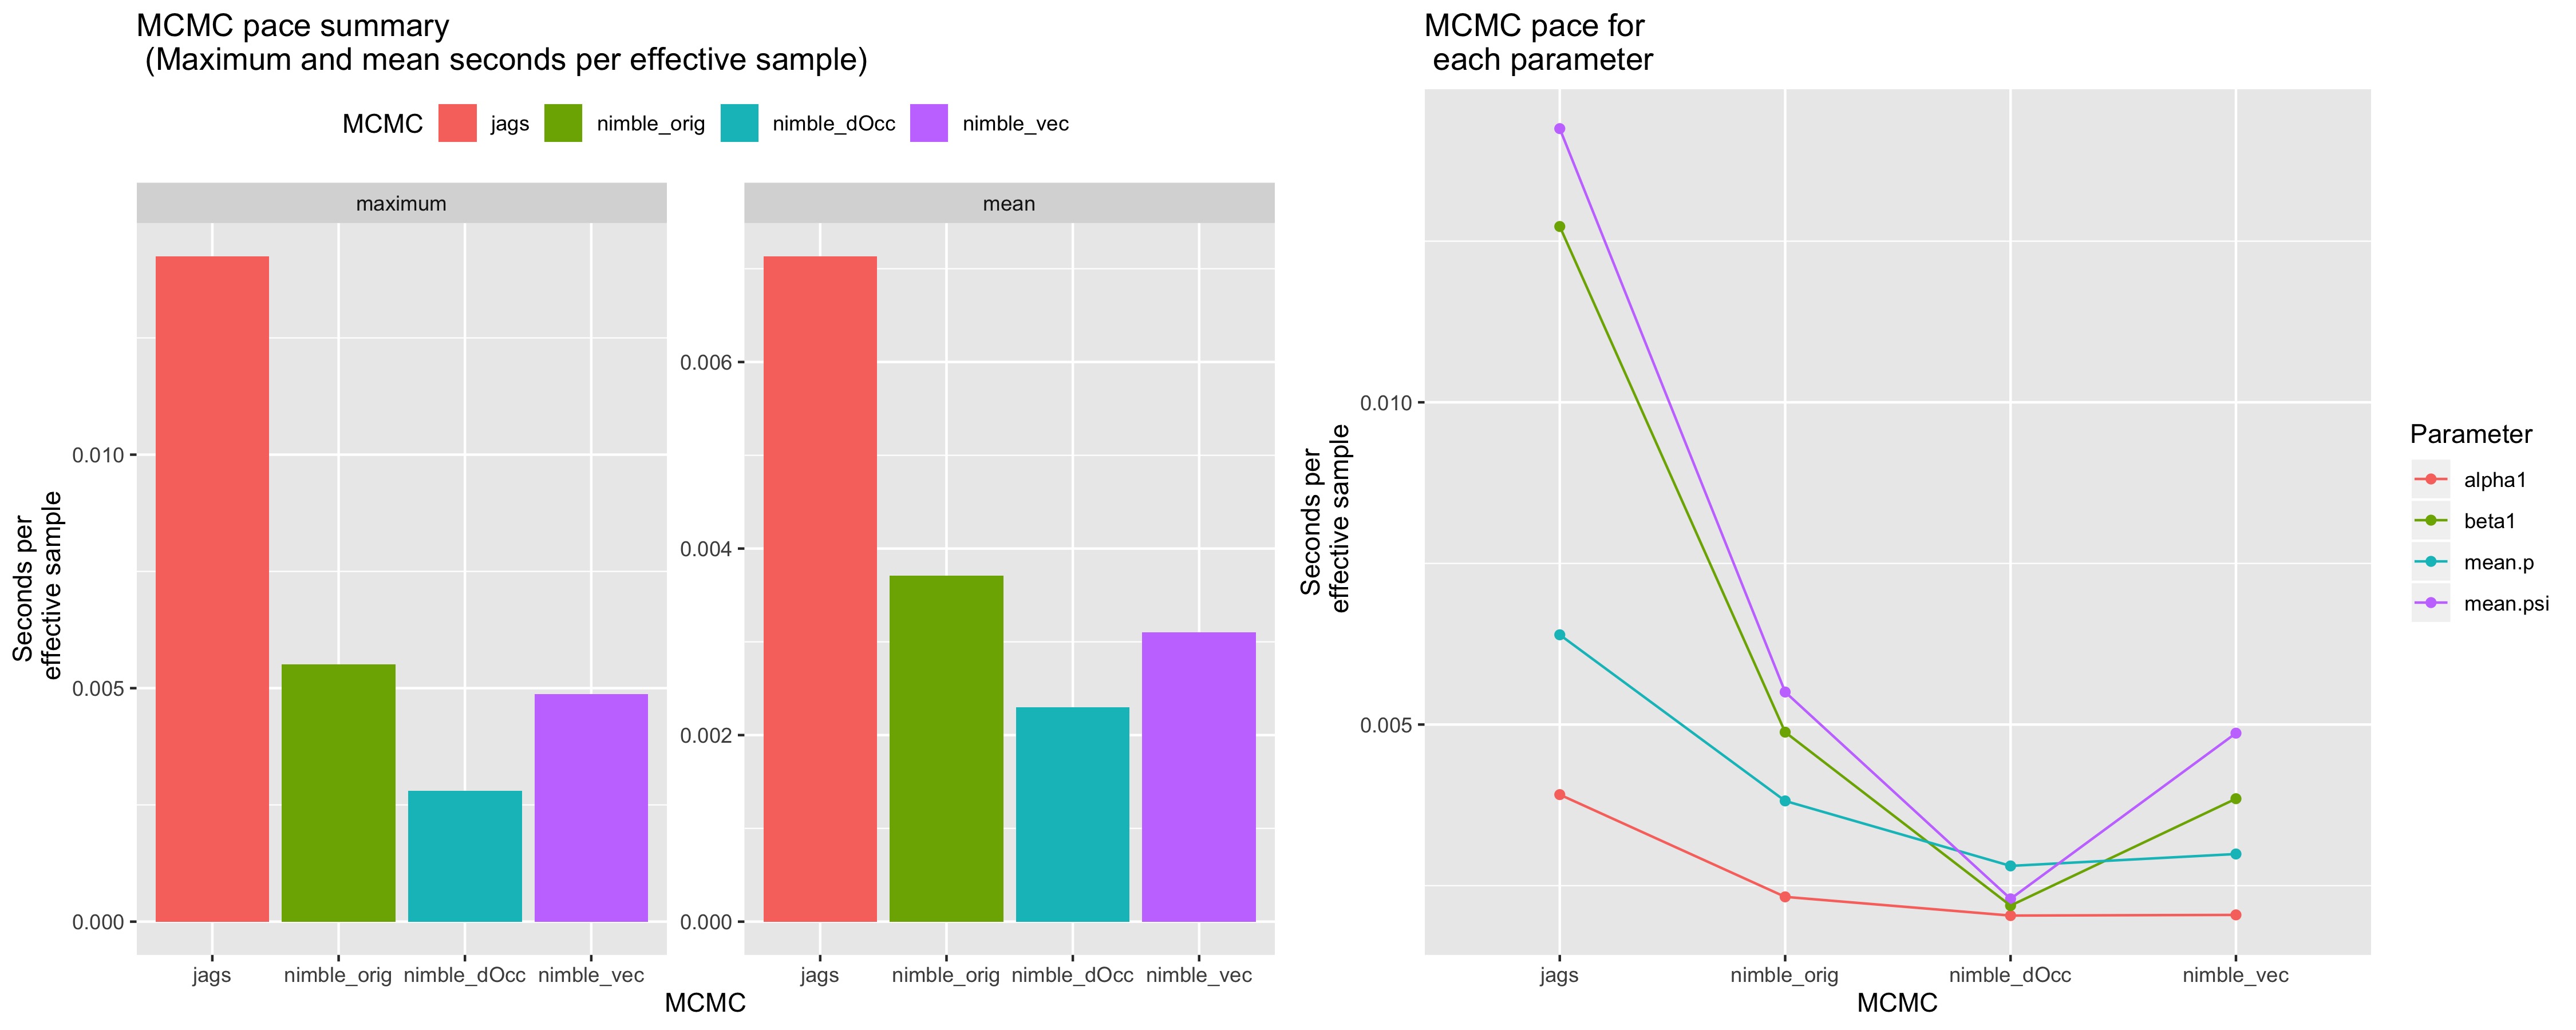 MCMC pace summary
(Maximum and mean seconds per effective sample)
MCMC jags nimble_orig nimble_dOcc nimble_vec
maximum
mean
Seconds per
effective sample
0.010
0.005
0.000
0.006
0.004
0.002
0.000
jags nimble_orig nimble_dOcc nimble_vec
jags nimble_orig nimble_dOcc nimble_vec
MCMC
MCMC pace for
each parameter
Seconds per
effective sample
0.010
0.005
jags nimble_orig nimble_dOcc nimble_vec
MCMC
Parameter
alpha1
beta1
mean.p
mean.psi